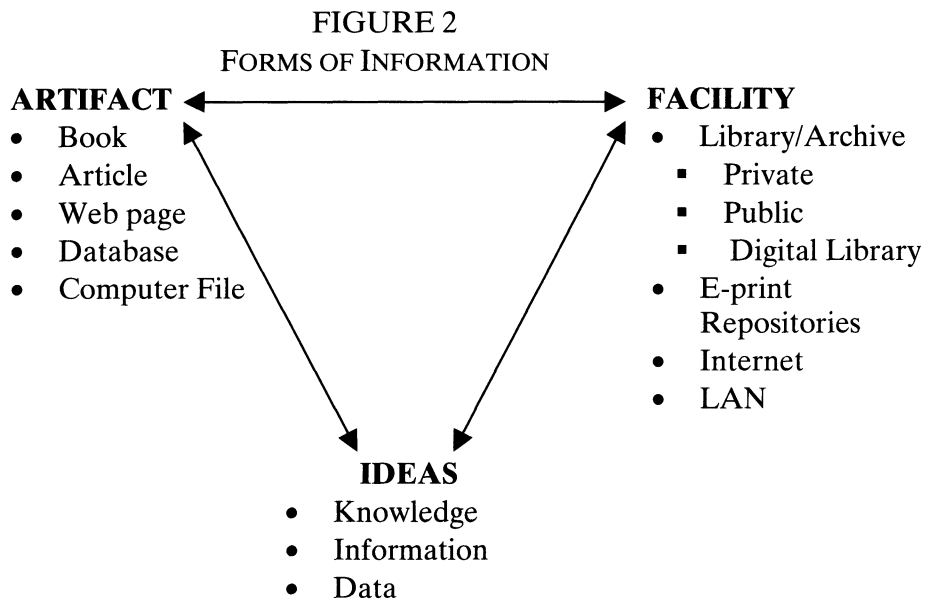 FIGURE 2
FORMS OF INFORMATION
ARTIFACT
• Book
• Article
• Web page
• Database
• Computer File
FACILITY
• Library/Archive
▪ Private
▪ Public
▪ Digital Library
• E-print
Repositories
• Internet
• LAN
IDEAS
• Knowledge
• Information
• Data